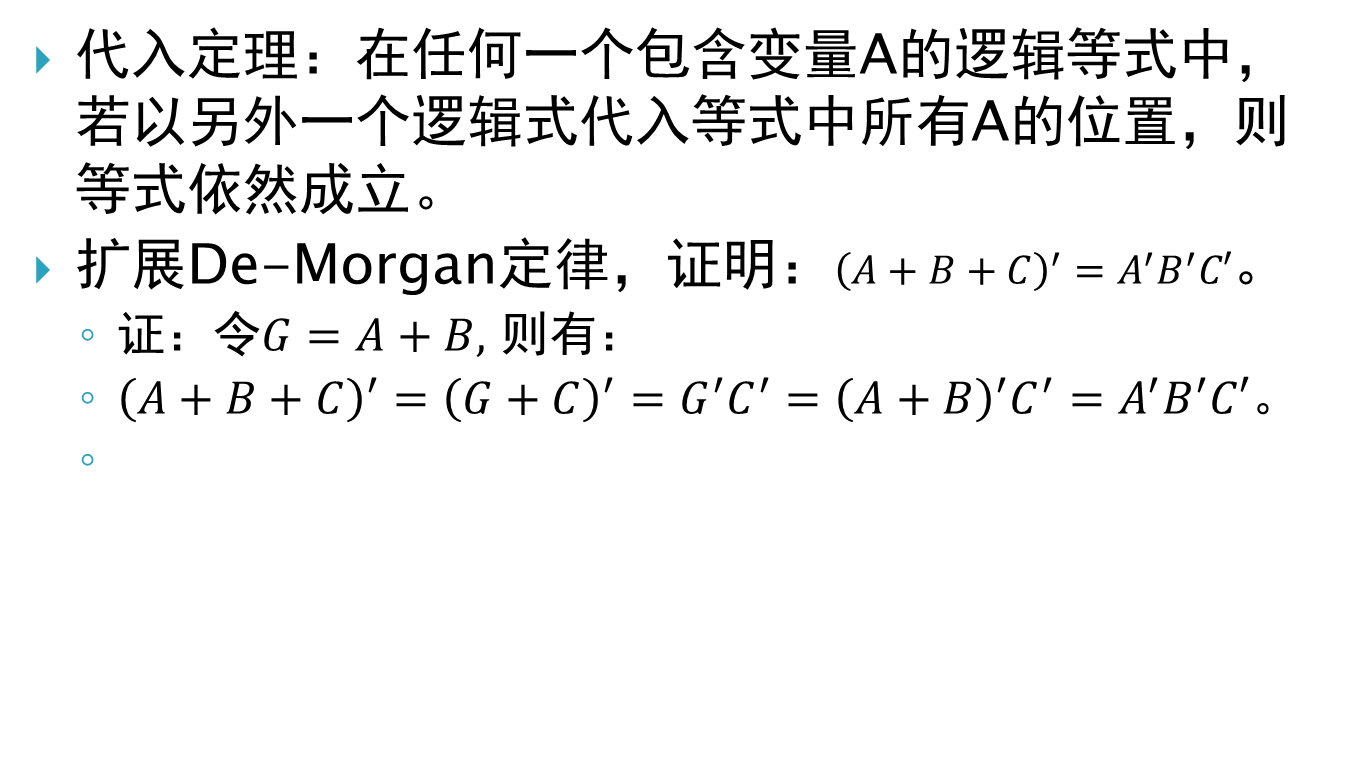 代入定理：在任何一个包含变量A的逻辑等式中，
若以另外一个逻辑式代入等式中所有A的位置，则
等式依然成立。
扩展De-Morgan定律，证明：(A + B + C)′ = A′B′C′。
证：令G = A + B, 则有：
(A + B + C)′ = (G + C)′ = G′C′ = (A + B)′C′ = A′B′C′。